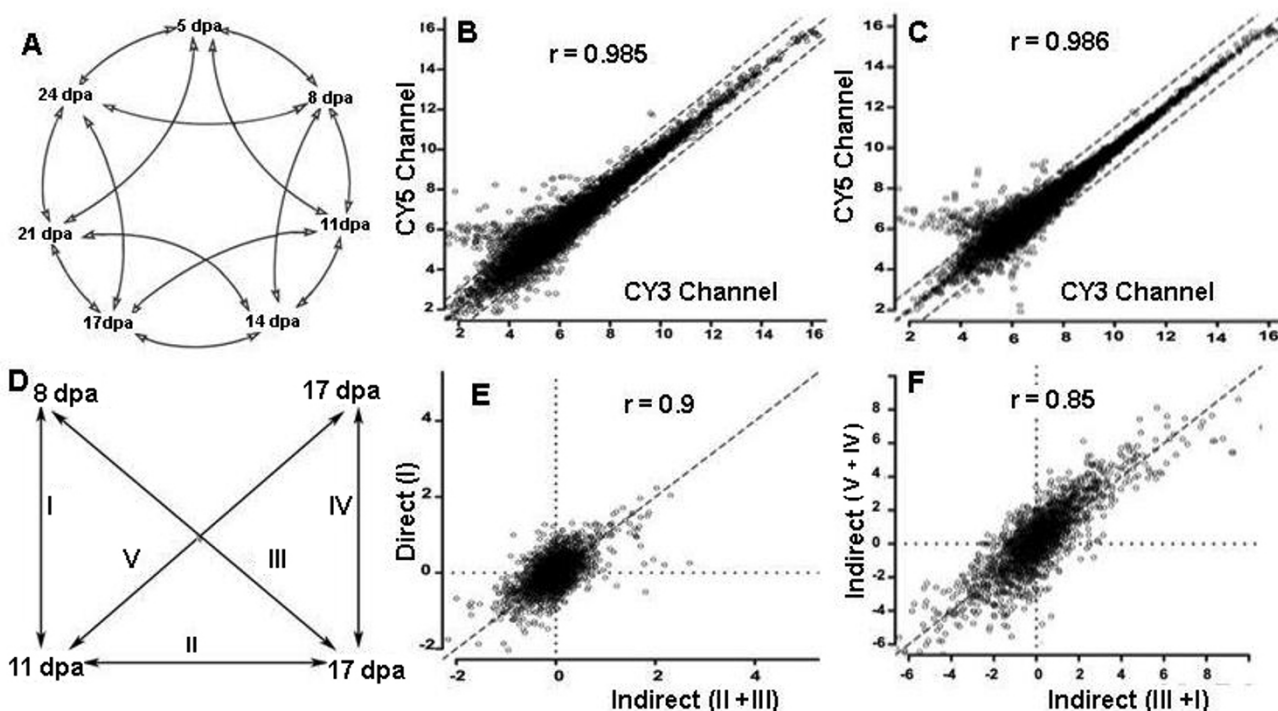 A
5 dpa
8 dpa
11dpa
14 dpa
17dpa
21 dpa
24 dpa
B
r = 0.985
CY5 Channel
16
14
12
10
8
6
4
2
CY3 Channel
2 4 6 8 10 12 14 16
C
r = 0.986
CY5 Channel
16
14
12
10
8
6
4
2
CY3 Channel
2 4 6 8 10 12 14 16
D
8 dpa
17 dpa
I
IV
V
III
II
11 dpa
17 dpa
E
r = 0.9
Direct (I)
4
2
0
-2
-2 0 2 4
Indirect (II +III)
F
r = 0.85
Indirect (V + IV)
8
6
4
2
0
-2
-4
-6
-6 -4 -2 0 2 4 6 8
Indirect (III +I)